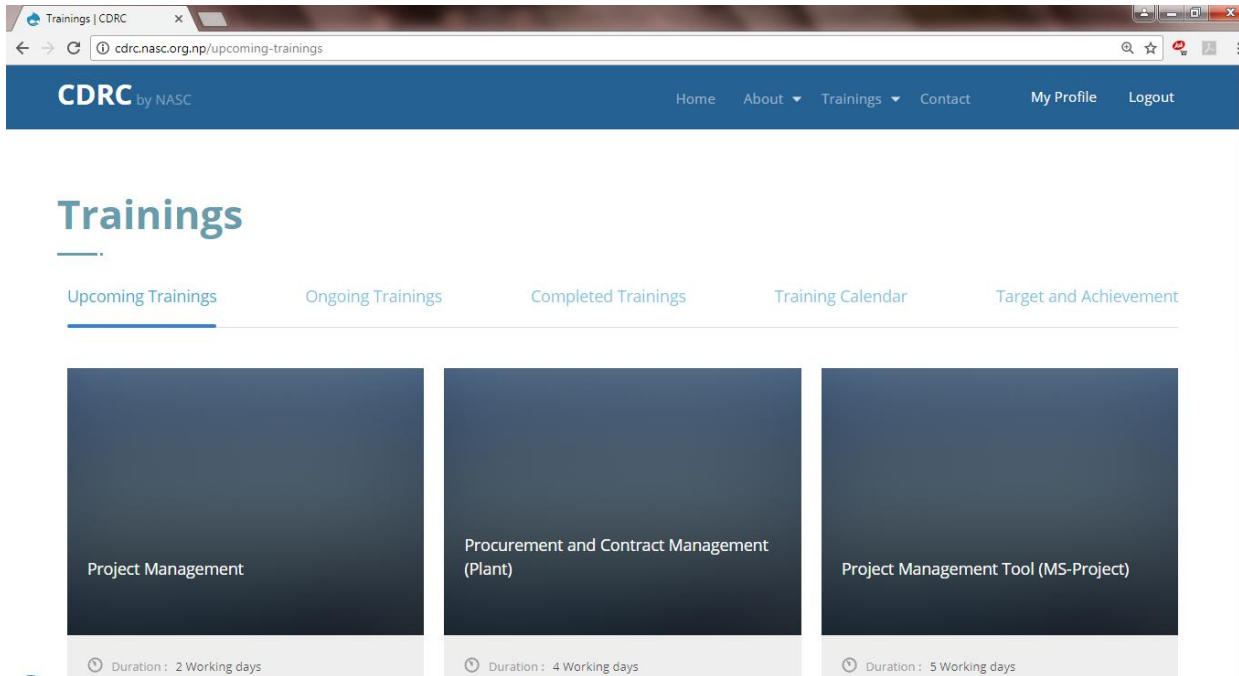 Trainings | CDRC
cdrc.nasc.org.np/upcoming-trainings
CDRC by NASC
Home About Trainings Contact My Profile Logout
Trainings
Upcoming Trainings Ongoing Trainings Completed Trainings Training Calendar Target and Achievement
Project Management
Procurement and Contract Management
(Plant)
Project Management Tool (MS-Project)
Duration : 2 Working days
Duration : 4 Working days
Duration : 5 Working days